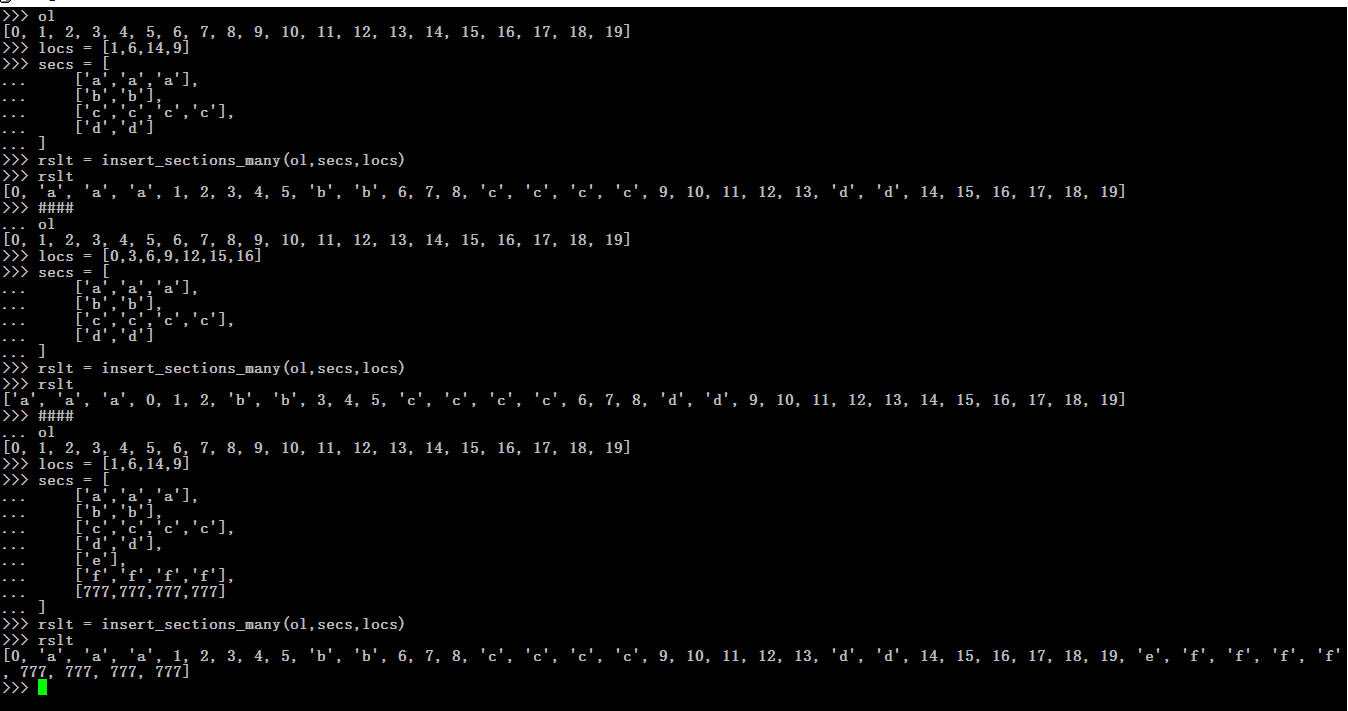 >>> ol
[0, 1, 2, 3, 4, 5, 6, 7, 8, 9, 10, 11, 12, 13, 14, 15, 16, 17, 18, 19]
>>> locs = [1,6,14,9]
>>> secs = [
...     ['a','a','a'],
...     ['b','b'],
...     ['c','c','c','c'],
...     ['d','d']
... ]
>>> rslt = insert_sections_many(ol,secs,locs)
>>> rslt
[0, 'a', 'a', 'a', 1, 2, 3, 4, 5, 'b', 'b', 6, 7, 8, 'c', 'c', 'c', 'c', 9, 10, 11, 12, 13, 'd', 'd', 14, 15, 16, 17, 18, 19]
>>> ####
... ol
[0, 1, 2, 3, 4, 5, 6, 7, 8, 9, 10, 11, 12, 13, 14, 15, 16, 17, 18, 19]
>>> locs = [0,3,6,9,12,15,16]
>>> secs = [
...     ['a','a','a'],
...     ['b','b'],
...     ['c','c','c','c'],
...     ['d','d']
... ]
>>> rslt = insert_sections_many(ol,secs,locs)
>>> rslt
['a', 'a', 'a', 0, 1, 2, 'b', 'b', 3, 4, 5, 'c', 'c', 'c', 'c', 6, 7, 8, 'd', 'd', 9, 10, 11, 12, 13, 14, 15, 16, 17, 18, 19]
>>> ####
... ol
[0, 1, 2, 3, 4, 5, 6, 7, 8, 9, 10, 11, 12, 13, 14, 15, 16, 17, 18, 19]
>>> locs = [1,6,14,9]
>>> secs = [
...     ['a','a','a'],
...     ['b','b'],
...     ['c','c','c','c'],
...     ['d','d'],
...     ['e'],
...     ['f','f','f','f'],
...     [777,777,777,777]
... ]
>>> rslt = insert_sections_many(ol,secs,locs)
>>> rslt
[0, 'a', 'a', 'a', 1, 2, 3, 4, 5, 'b', 'b', 6, 7, 8, 'c', 'c', 'c', 'c', 9, 10, 11, 12, 13, 'd', 'd', 14, 15, 16, 17, 18, 19, 'e', 'f', 'f', 'f', 'f'
, 777, 777, 777, 777]
>>>